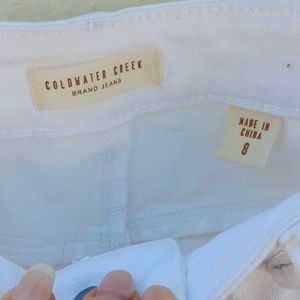 COLDWATER CREEK
BRAND JEANS
MADE IN
CHINA
8